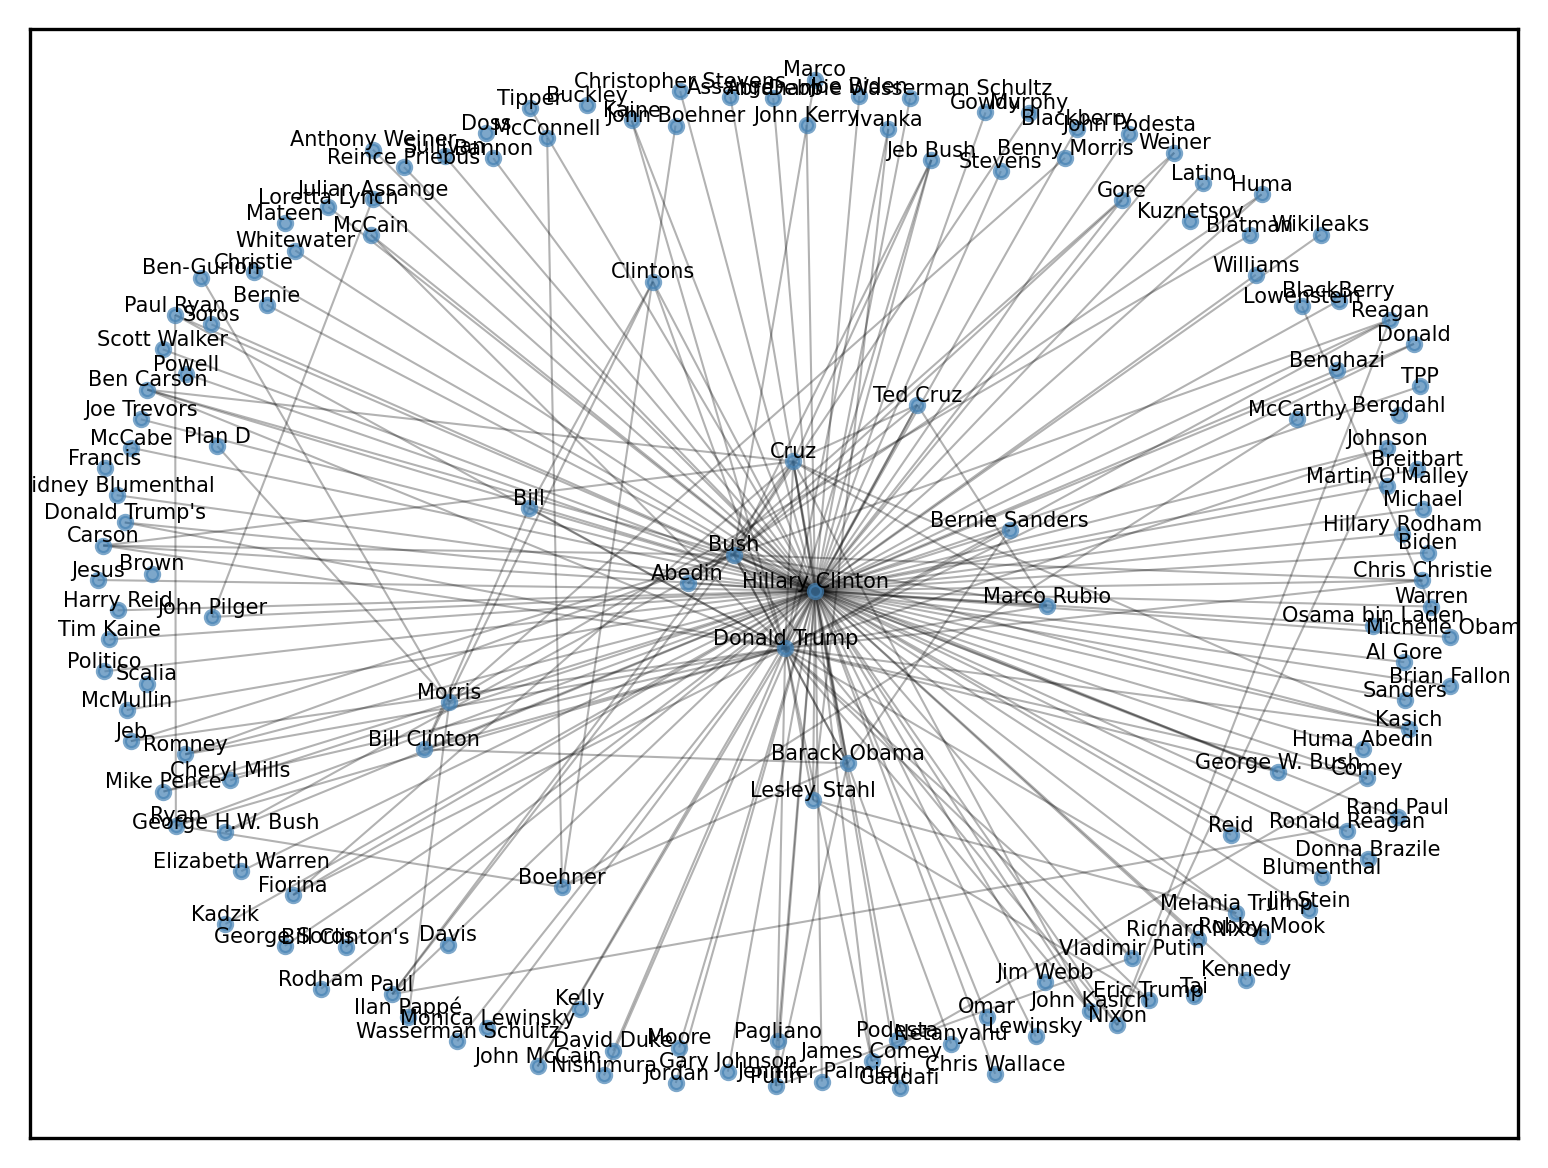 Marco
Christopher Stevens
Assange
Abraham
Joe Biden
Debbie Wasserman Schultz
Tipper
Buckley
Kaine
John Boehner
John Kerry
Ivanka
Gowdy
Murphy
Blackberry
John Podesta
Doss
McConnell
Anthony Weiner
Sullivan
Bannon
Reince Priebus
Jeb Bush
Stevens
Benny Morris
Weiner
Latino
Huma
Julian Assange
Loretta Lynch
Mateen
McCain
Gore
Kuznetsov
Blatman
Wikileaks
Whitewater
Christie
Ben-Gurion
Clintons
Williams
Bernie
BlackBerry
Lowenstein
Paul Ryan
Soros
Reagan
Scott Walker
Donald
Powell
Benghazi
Ben Carson
TPP
Ted Cruz
Joe Trevors
McCarthy
Bergdahl
McCabe
Plan D
Johnson
Francis
Cruz
Breitbart
idney Blumenthal
Martin O'Malley
Bill
Michael
Donald Trump's
Bernie Sanders
Hillary Rodham
Carson
Bush
Biden
Jesus
Brown
Abedin
Hillary Clinton
Chris Christie
Harry Reid
John Pilger
Marco Rubio
Warren
Osama bin Laden
Tim Kaine
Donald Trump
Michelle Obam
Politico
Scalia
Al Gore
Brian Fallon
McMullin
Morris
Sanders
Jeb
Romney
Bill Clinton
Kasich
Huma Abedin
Cheryl Mills
Mike Pence
Barack Obama
George W. Bush
Comey
Lesley Stahl
Ryan
George H.W. Bush
Rand Paul
Reid
Ronald Reagan
Elizabeth Warren
Donna Brazile
Fiorina
Boehner
Blumenthal
Kadzik
Melania Trump
Jill Stein
George Soros
Bill Clinton's
Davis
Richard Nixon
Robby Mook
Vladimir Putin
Rodham
Paul
Jim Webb
Kennedy
Ilan Pappé
Kelly
Omar
John Kasich
Eric Trump
Tai
Monica Lewinsky
Nixon
Wasserman Schultz
David Duke
Moore
Pagliano
Podesta
Netanyahu
Lewinsky
John McCain
Nishimura
Gary Johnson
James Comey
Chris Wallace
Jordan
Putin
Jennifer Palmieri
Gaddafi